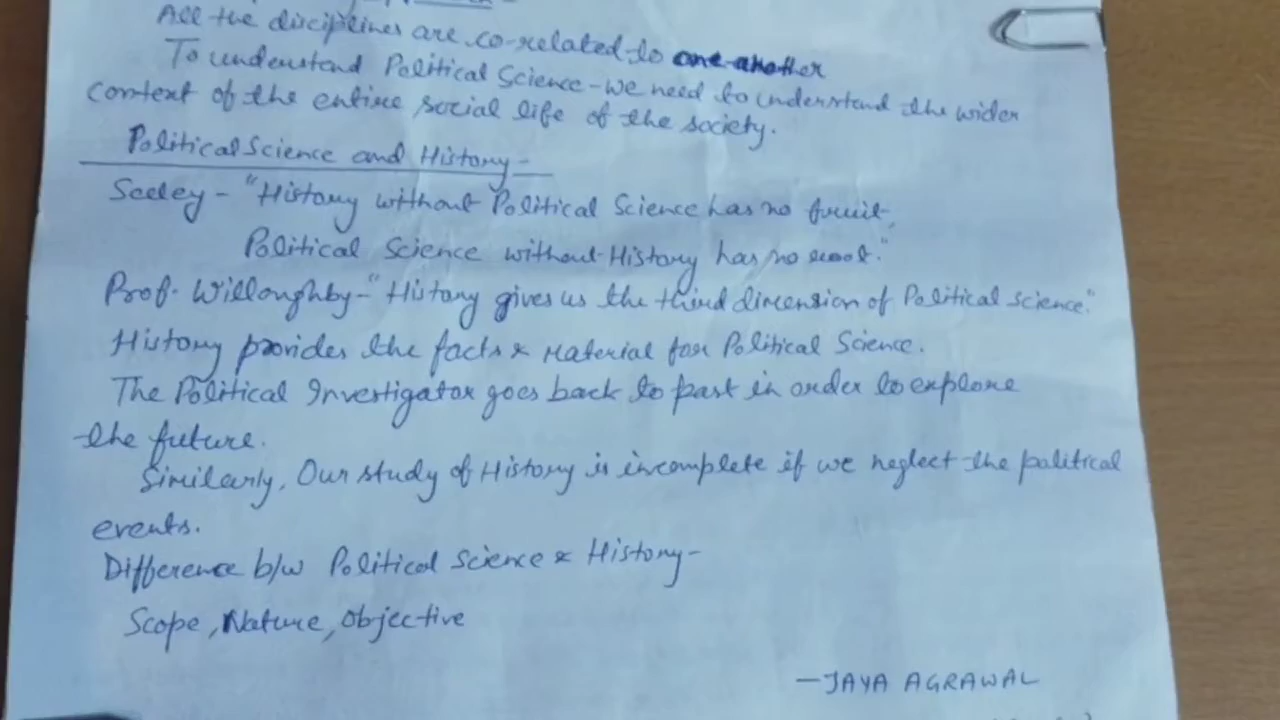 All the disciplines are co-related to one another
To understand Political Science-we need to understand the wider
context of the entire social life of the society.
Political Science and History-
Seeley - "History without Political Science has no fruit,
Political Science without History has no root."
Prof. Willoughby-"History gives us the third dimension of Political science."
History provides the facts & material for Political Science.
The Political Investigator goes back to past in order to explore
the future.
Similarly, Our study of History is incomplete if we neglect the political
events.
Difference b/w Political Science & History-
Scope, Nature, Objective
-JAYA AGRAWAL